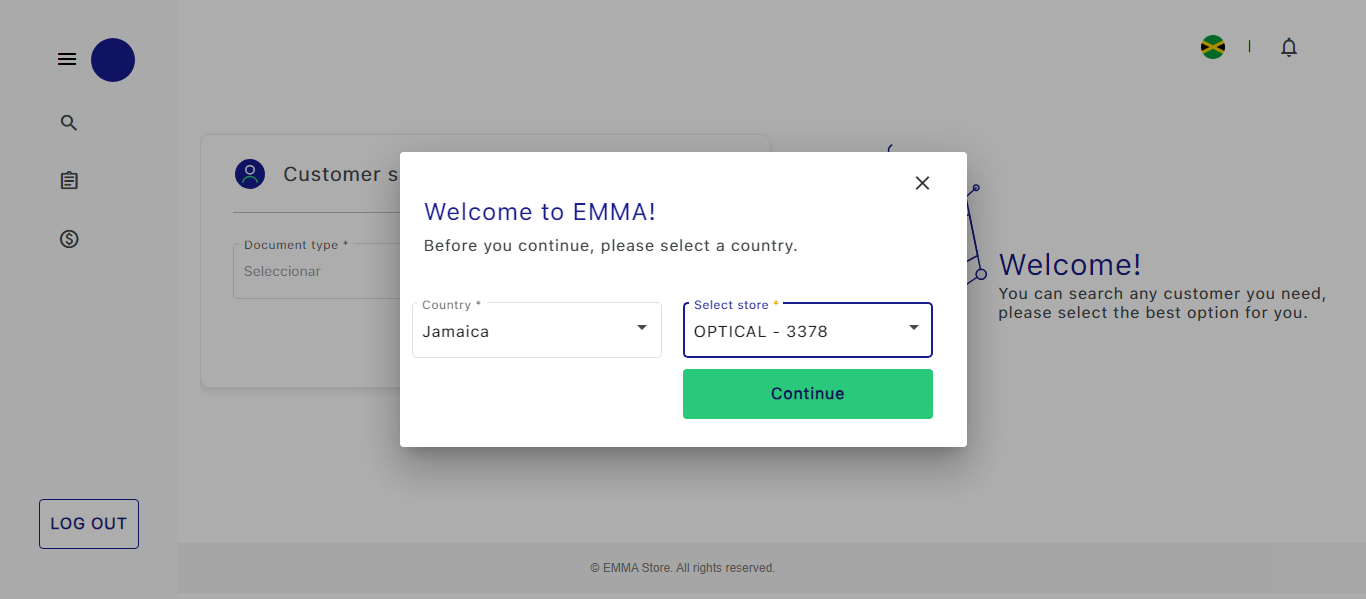 Customer s
Document type *
Seleccionar
Welcome to EMMA!
Before you continue, please select a country.
Country *
Jamaica
Select store *
OPTICAL - 3378
Continue
Welcome!
You can search any customer you need,
please select the best option for you.
LOG OUT
© EMMA Store. All rights reserved.